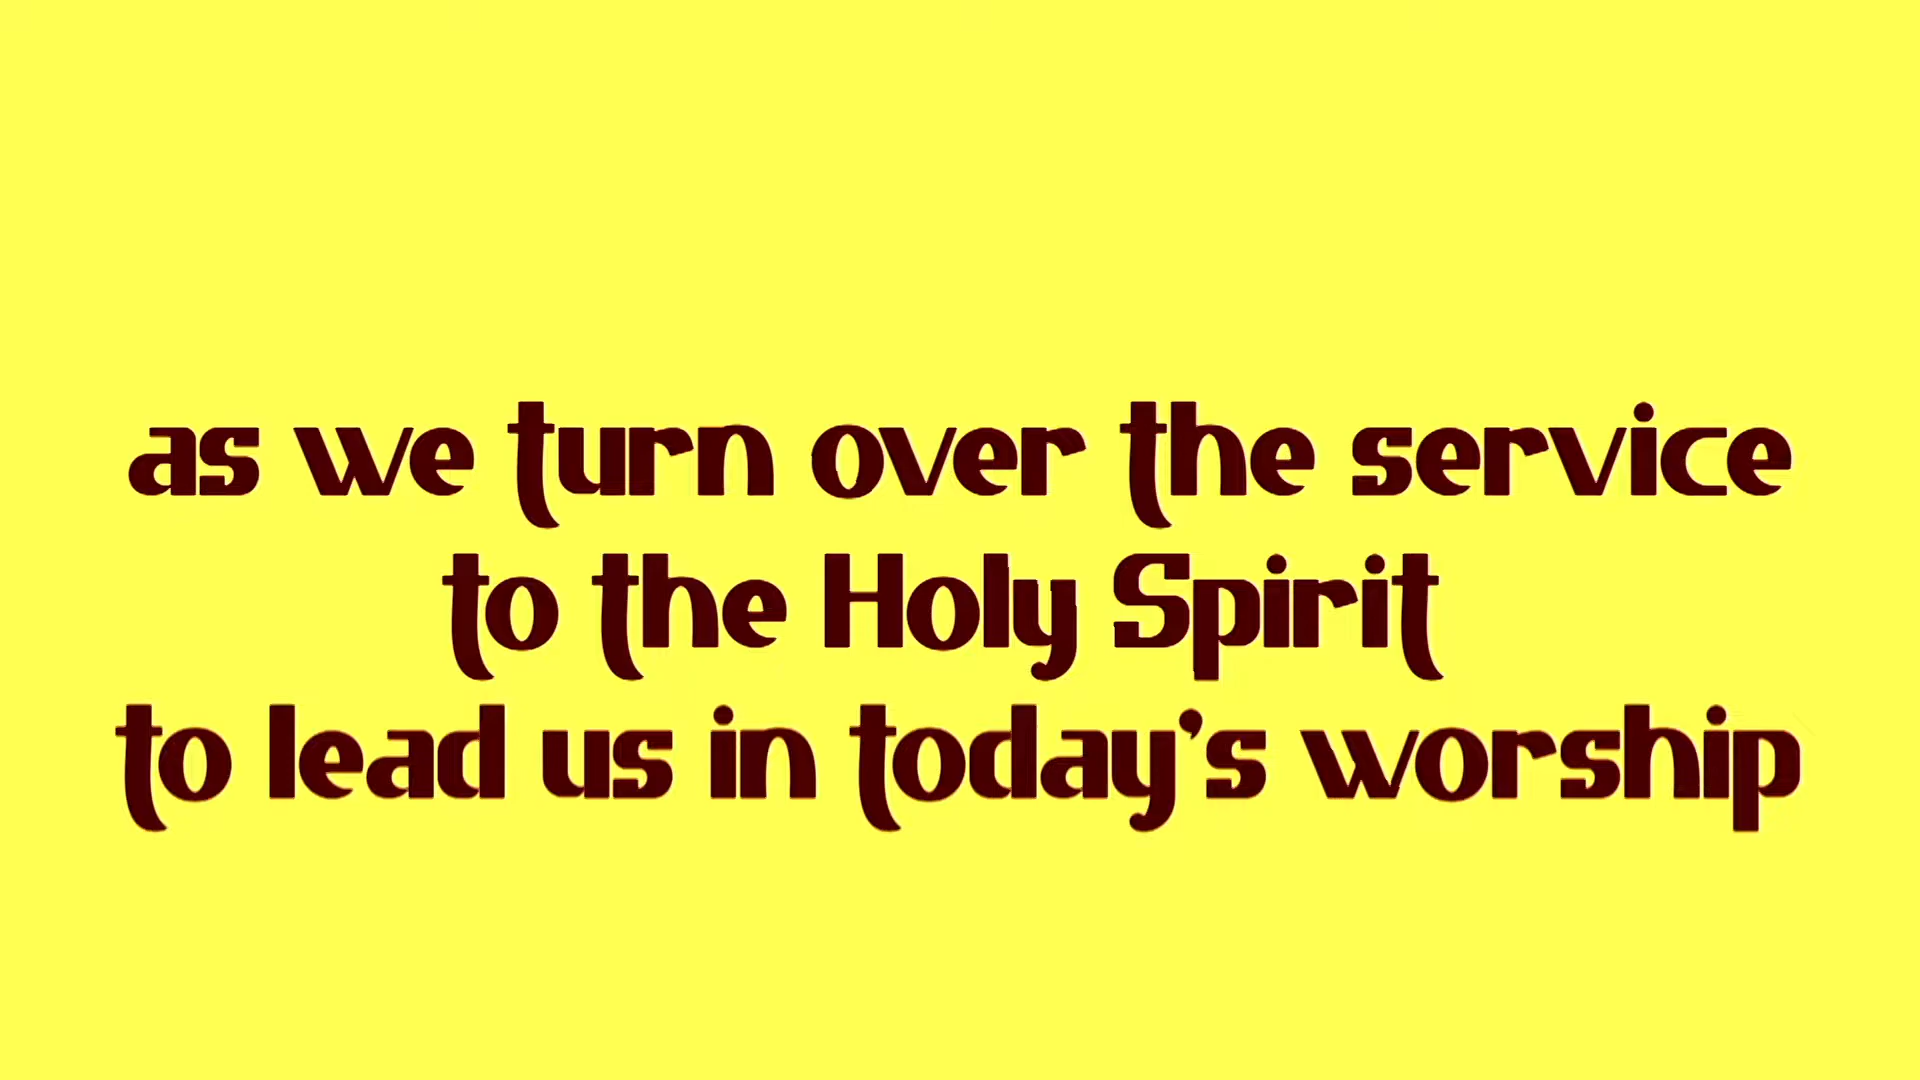 as we turn over the service
to the Holy Spirit
to lead us in today's worship